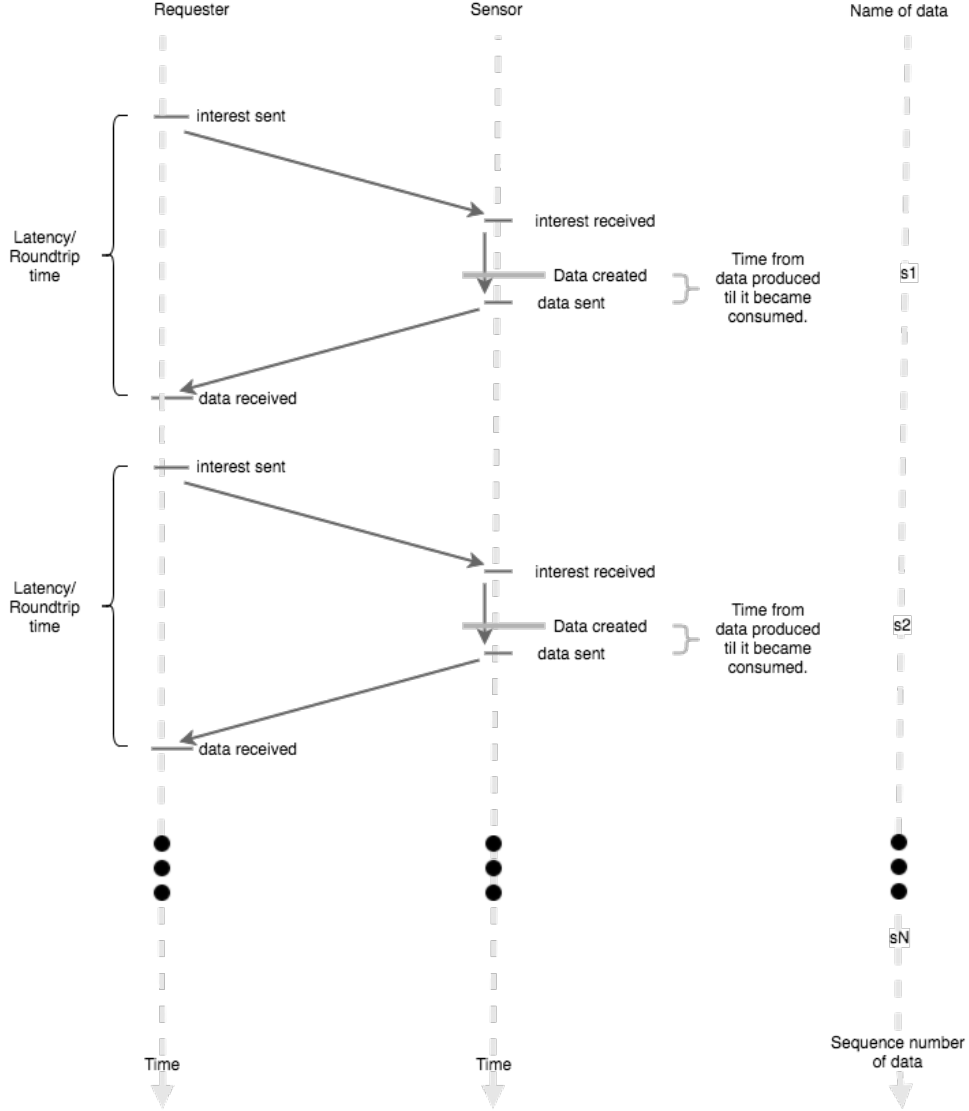 Requester
Sensor
Name of data
interest sent
interest received
Latency/
Roundtrip
time
Data created
data sent
Time from
data produced
til it became
consumed.
s1
data received
interest sent
interest received
Latency/
Roundtrip
time
Data created
data sent
Time from
data produced
til it became
consumed.
s2
data received
sN
Time
Time
Sequence number
of data